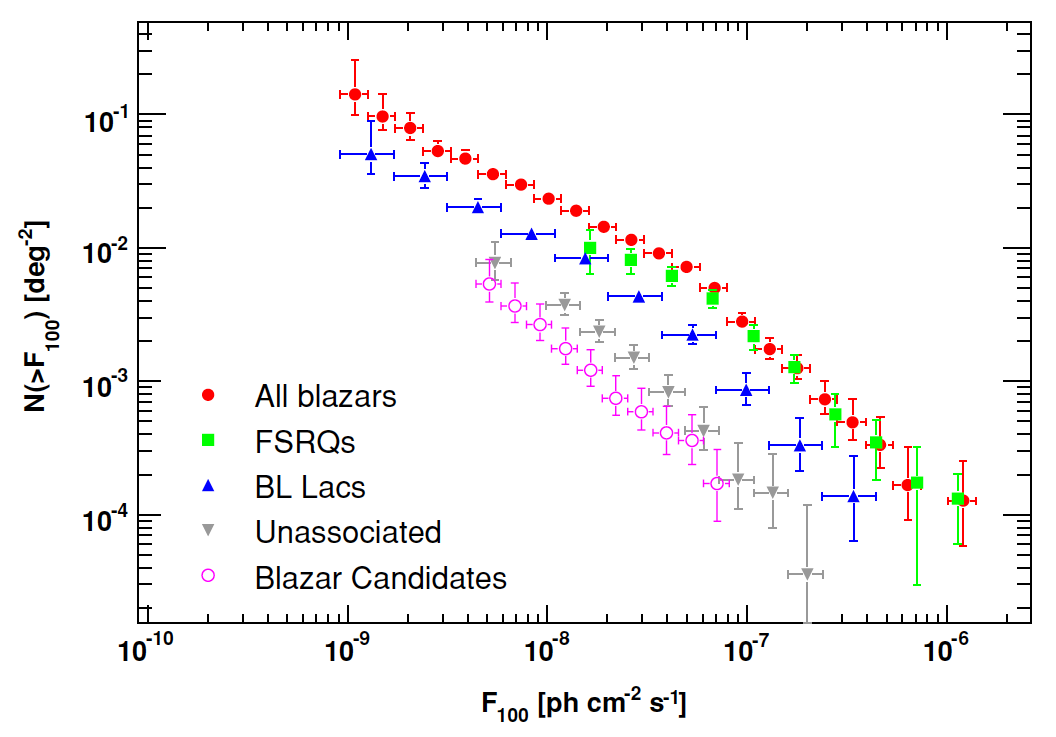 N(>F₁₀₀) [deg⁻²]
10⁻¹
10⁻²
10⁻³
10⁻⁴
All blazars
FSRQs
BL Lacs
Unassociated
Blazar Candidates
10⁻¹⁰ 10⁻⁹ 10⁻⁸ 10⁻⁷ 10⁻⁶
F₁₀₀ [ph cm⁻² s⁻¹]